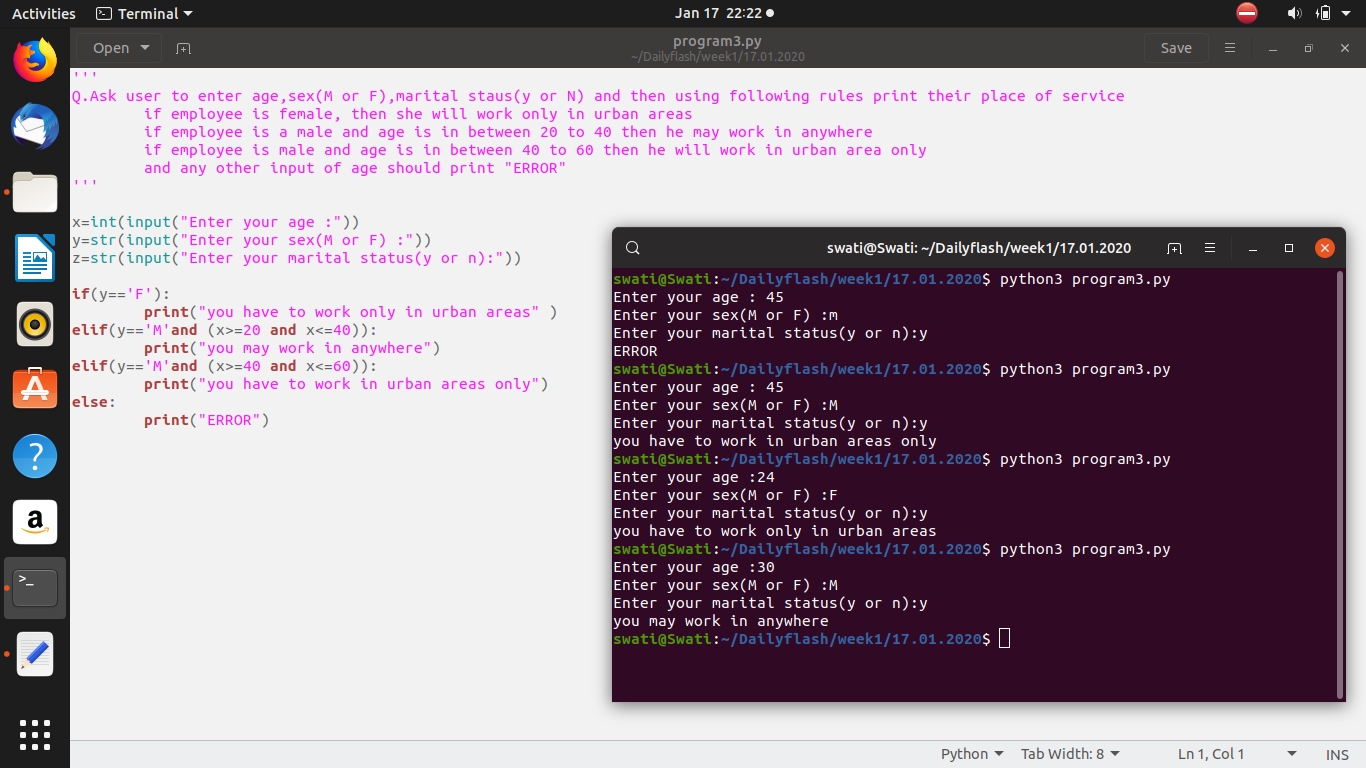 Activities
Terminal
Jan 17 22:22
Open
program3.py
~/Dailyflash/week1/17.01.2020
Save
'''
Q.Ask user to enter age,sex(M or F),marital staus(y or N) and then using following rules print their place of service
if employee is female, then she will work only in urban areas
if employee is a male and age is in between 20 to 40 then he may work in anywhere
if employee is male and age is in between 40 to 60 then he will work in urban area only
and any other input of age should print "ERROR"
'''
x=int(input("Enter your age :"))
y=str(input("Enter your sex(M or F) :"))
z=str(input("Enter your marital status(y or n):"))
if(y=='F'):
print("you have to work only in urban areas" )
elif(y=='M'and (x>=20 and x<=40)):
print("you may work in anywhere")
elif(y=='M'and (x>=40 and x<=60)):
print("you have to work in urban areas only")
else:
print("ERROR")
swati@Swati: ~/Dailyflash/week1/17.01.2020
swati@Swati:~/Dailyflash/week1/17.01.2020$ python3 program3.py
Enter your age : 45
Enter your sex(M or F) :m
Enter your marital status(y or n):y
ERROR
swati@Swati:~/Dailyflash/week1/17.01.2020$ python3 program3.py
Enter your age : 45
Enter your sex(M or F) :M
Enter your marital status(y or n):y
you have to work in urban areas only
swati@Swati:~/Dailyflash/week1/17.01.2020$ python3 program3.py
Enter your age :24
Enter your sex(M or F) :F
Enter your marital status(y or n):y
you have to work only in urban areas
swati@Swati:~/Dailyflash/week1/17.01.2020$ python3 program3.py
Enter your age :30
Enter your sex(M or F) :M
Enter your marital status(y or n):y
you may work in anywhere
swati@Swati:~/Dailyflash/week1/17.01.2020$
Python
Tab Width: 8
Ln 1, Col 1
INS